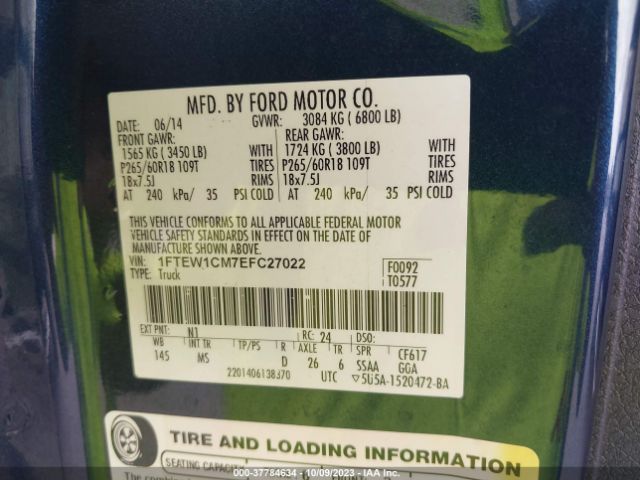 MFD. BY FORD MOTOR CO.
DATE: 06/14 GVWR: 3084 KG (6800 LB)
FRONT GAWR: REAR GAWR:
1565 KG (3450 LB) WITH 1724 KG (3800 LB) WITH
P265/60R18 109T TIRES P265/60R18 109T TIRES
18x7.5J RIMS 18x7.5J RIMS
AT 240 kPa/ 35 PSI COLD AT 240 kPa/ 35 PSI COLD
THIS VEHICLE CONFORMS TO ALL APPLICABLE FEDERAL MOTOR
VEHICLE SAFETY STANDARDS IN EFFECT ON THE DATE OF
MANUFACTURE SHOWN ABOVE.
VIN: 1FTEW1CM7EFC27022 F0092
TYPE: Truck T0577
EXT PNT: N1 RC: 24 DSO:
WB INT TR TP/PS R AXLE TR SPR CF617
145 MS D 26 6 SSAA GGA
2201406138370 UTC ▽5U5A-1520472-BA
TIRE AND LOADING INFORMATION
SEATING CAPACITY
© COPYRIGHT
STOCK: 37784634 10/09/2023 - IAA Inc.